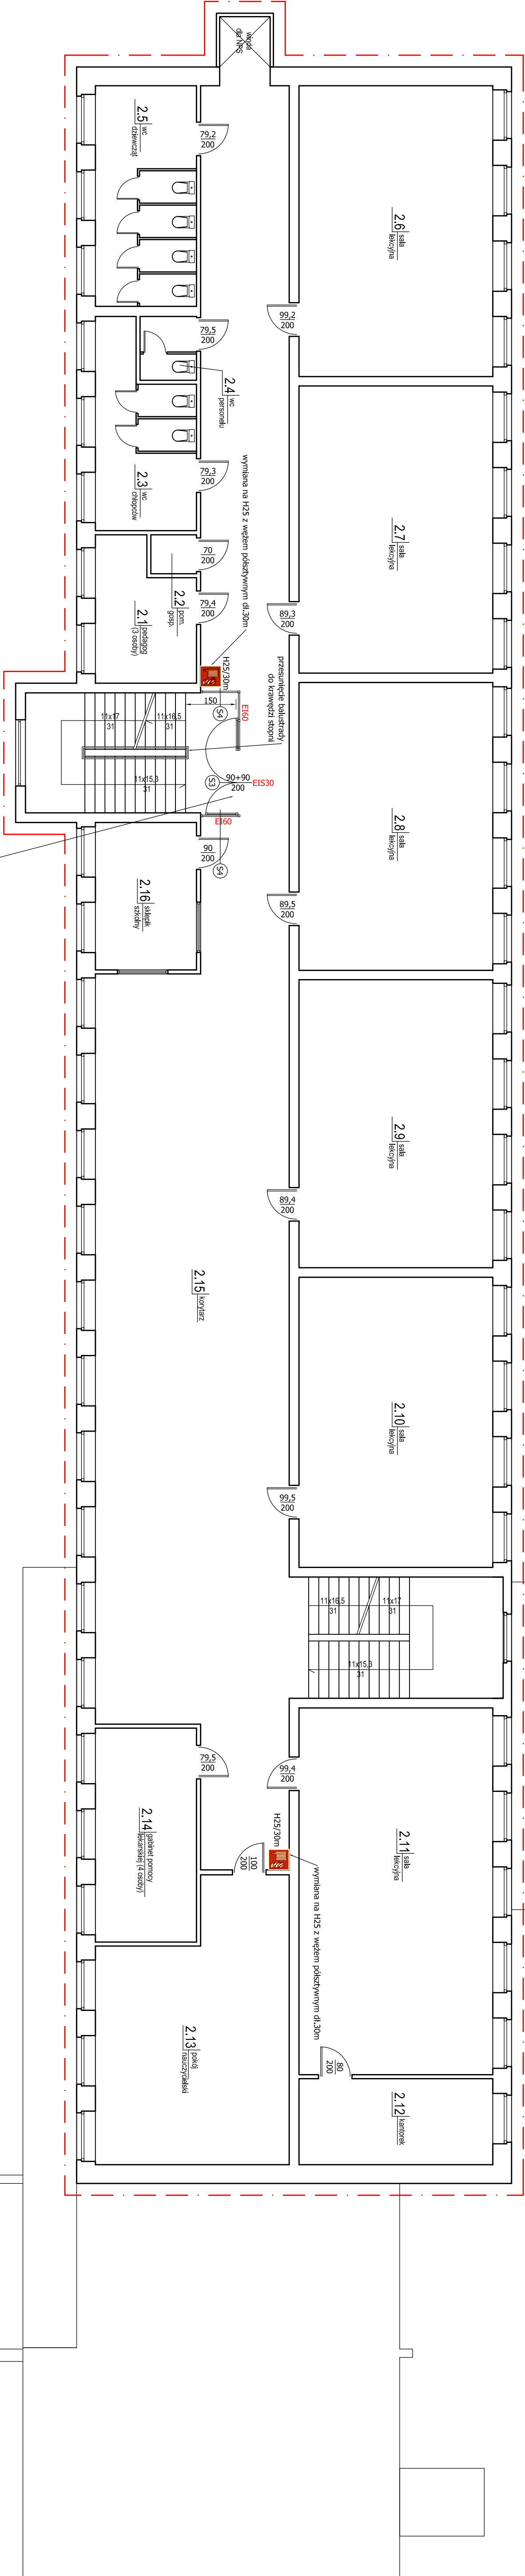 winda
dla NPS
2.5 wc
dziewcząt
79,2
200
2.6 sala
lekcyjna
99,2
200
79,5
200
2.4 wc
personelu
2.3 wc
chłopców
79,3
200
wymiana na H25 z wężem półsztywnym dł.30m
2.7 sala
lekcyjna
70
200
2.2 pom.
gosp.
79,4
200
89,3
200
2.1 pedagog
(3 osoby)
H25/30m
przesunięcie balustrady
do krawędzi stopni
150
S4
EI60
11x17
31
11x16,5
31
11x15,3
31
S3
90+90
200
EIS30
EI60
90
200
S4
2.8 sala
lekcyjna
2.16 sklepik
szkolny
89,5
200
2.9 sala
lekcyjna
89,4
200
2.15 korytarz
2.10 sala
lekcyjna
99,5
200
11x16,5
31
11x17
31
11x15,3
31
79,5
200
99,4
200
2.14 gabinet pomocy
lekarskiej (4 osoby)
H25/30m
100
200
2.11 sala
lekcyjna
wymiana na H25 z wężem półsztywnym dł.30m
2.13 pokój
nauczycielski
80
200
2.12 kantorek